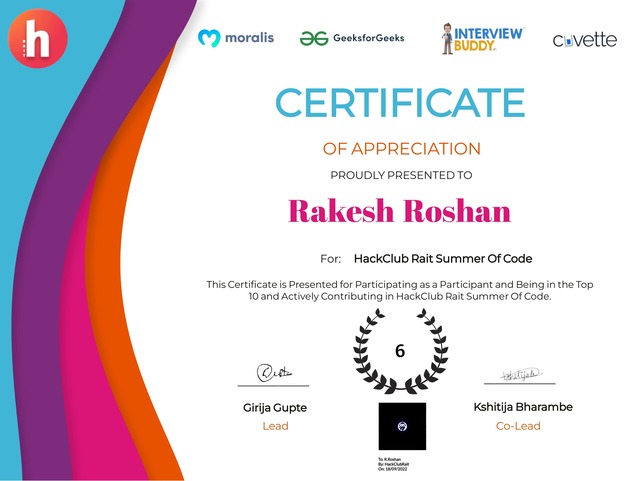 h
RAIT
moralis
GeeksforGeeks
INTERVIEW
BUDDY
cuvette
CERTIFICATE
OF APPRECIATION
PROUDLY PRESENTED TO
Rakesh Roshan
For: HackClub Rait Summer Of Code
This Certificate is Presented for Participating as a Participant and Being in the Top
10 and Actively Contributing in HackClub Rait Summer Of Code.
6
Girija Gupte
Lead
Kshitija Bharambe
Co-Lead
To: R.Roshan
By: HackClubRait
On: 18/09/2022